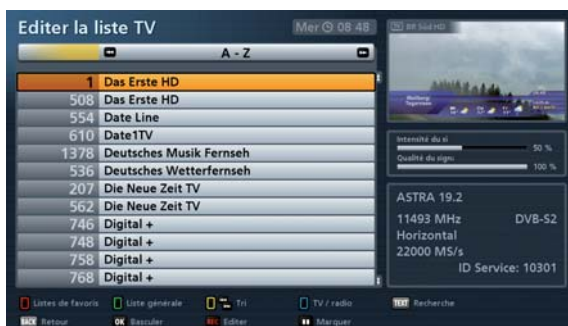 Editer la liste TV
Mer 08 48
A - Z
1 Das Erste HD
508 Das Erste HD
554 Date Line
610 Date1TV
1378 Deutsches Musik Fernseh
536 Deutsches Wetterfernseh
207 Die Neue Zeit TV
562 Die Neue Zeit TV
746 Digital +
748 Digital +
758 Digital +
768 Digital +
BR Süd HD
Intensité du si
50 %
Qualité du signa
100 %
ASTRA 19.2
11493 MHz DVB-S2
Horizontal
22000 MS/s
ID Service: 10301
Listes de favoris Liste générale Tri TV / radio TEXT Recherche
BACK Retour OK Basculer REC Editer Marquer